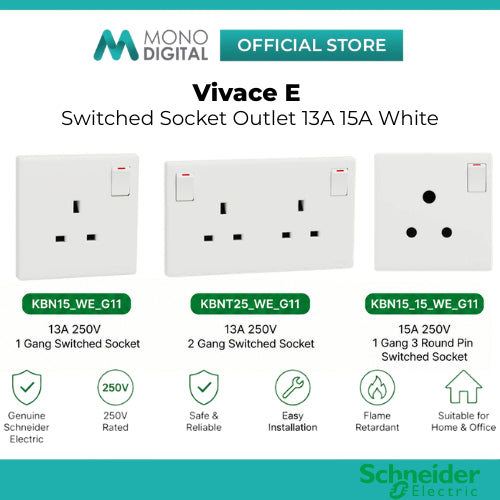 MONO
DIGITAL
OFFICIAL STORE
Vivace E
Switched Socket Outlet 13A 15A White
KBN15_WE_G11
13A 250V
1 Gang Switched Socket
KBNT25_WE_G11
13A 250V
2 Gang Switched Socket
KBN15_15_WE_G11
15A 250V
1 Gang 3 Round Pin
Switched Socket
Genuine
Schneider
Electric
250V
250V
Rated
Safe &
Reliable
Easy
Installation
Flame
Retardant
Suitable for
Home & Office
Schneider
Electric